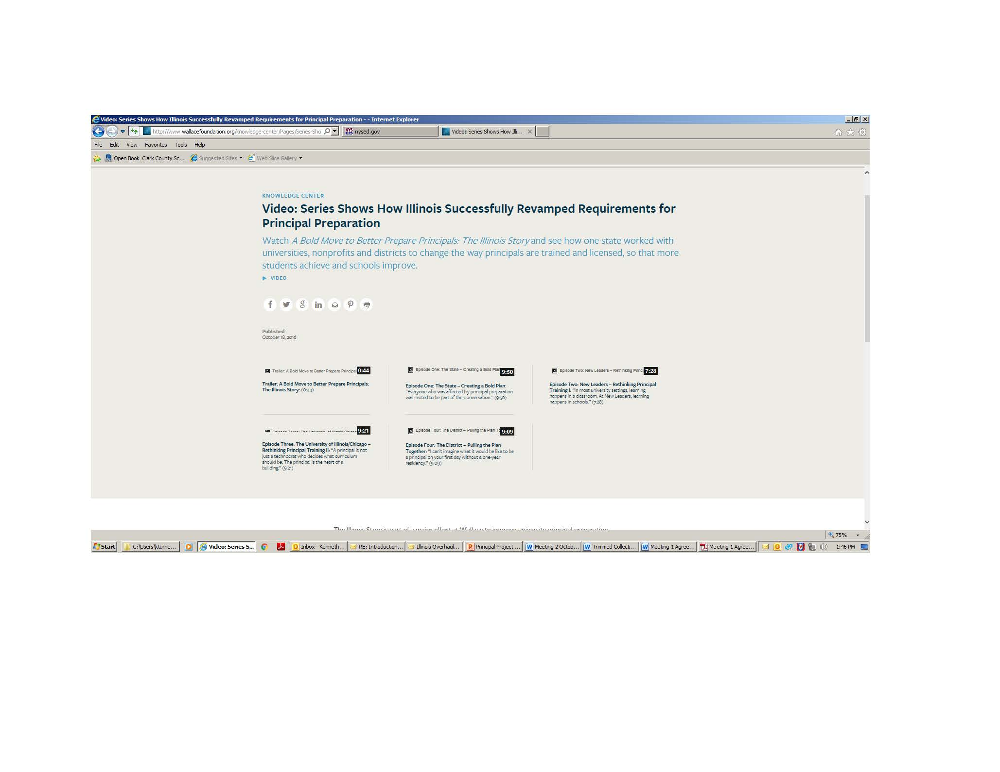 Video: Series Shows How Illinois Successfully Revamped Requirements for Principal Preparation - - Internet Explorer
http://www.wallacefoundation.org/knowledge-center/Pages/Series-Sho
NYS ED nysed.gov
Video: Series Shows How Illi...
File Edit View Favorites Tools Help
Open Book Clark County Sc... Suggested Sites Web Slice Gallery
KNOWLEDGE CENTER
Video: Series Shows How Illinois Successfully Revamped Requirements for
Principal Preparation
Watch A Bold Move to Better Prepare Principals: The Illinois Story and see how one state worked with
universities, nonprofits and districts to change the way principals are trained and licensed, so that more
students achieve and schools improve.
VIDEO
Published
October 18, 2016
Trailer: A Bold Move to Better Prepare Principal 0:44
Trailer: A Bold Move to Better Prepare Principals:
The Illinois Story: (0:44)
Episode One: The State – Creating a Bold Plan 9:50
Episode One: The State – Creating a Bold Plan:
“Everyone who was affected by principal preparation
was invited to be part of the conversation.” (9:50)
Episode Two: New Leaders – Rethinking Princi 7:28
Episode Two: New Leaders – Rethinking Principal
Training I: “In most university settings, learning
happens in a classroom. At New Leaders, learning
happens in schools.” (7:28)
Episode Three: The University of Illinois/Chicago 9:21
Episode Three: The University of Illinois/Chicago –
Rethinking Principal Training II: “A principal is not
just a technocrat who decides what curriculum
should be. The principal is the heart of a
building.” (9:21)
Episode Four: The District – Pulling the Plan To 9:09
Episode Four: The District – Pulling the Plan
Together: “I can’t imagine what it would be like to be
a principal on your first day without a one-year
residency.” (9:09)
The Illinois Story is part of a major effort at Wallace to improve university principal preparation
75%
Start C:\Users\kturne... Video: Series S... Inbox - Kenneth... RE: Introduction... Illinois Overhaul... Principal Project ... Meeting 2 Octob... Trimmed Collecti... Meeting 1 Agree... Meeting 1 Agree... 1:46 PM